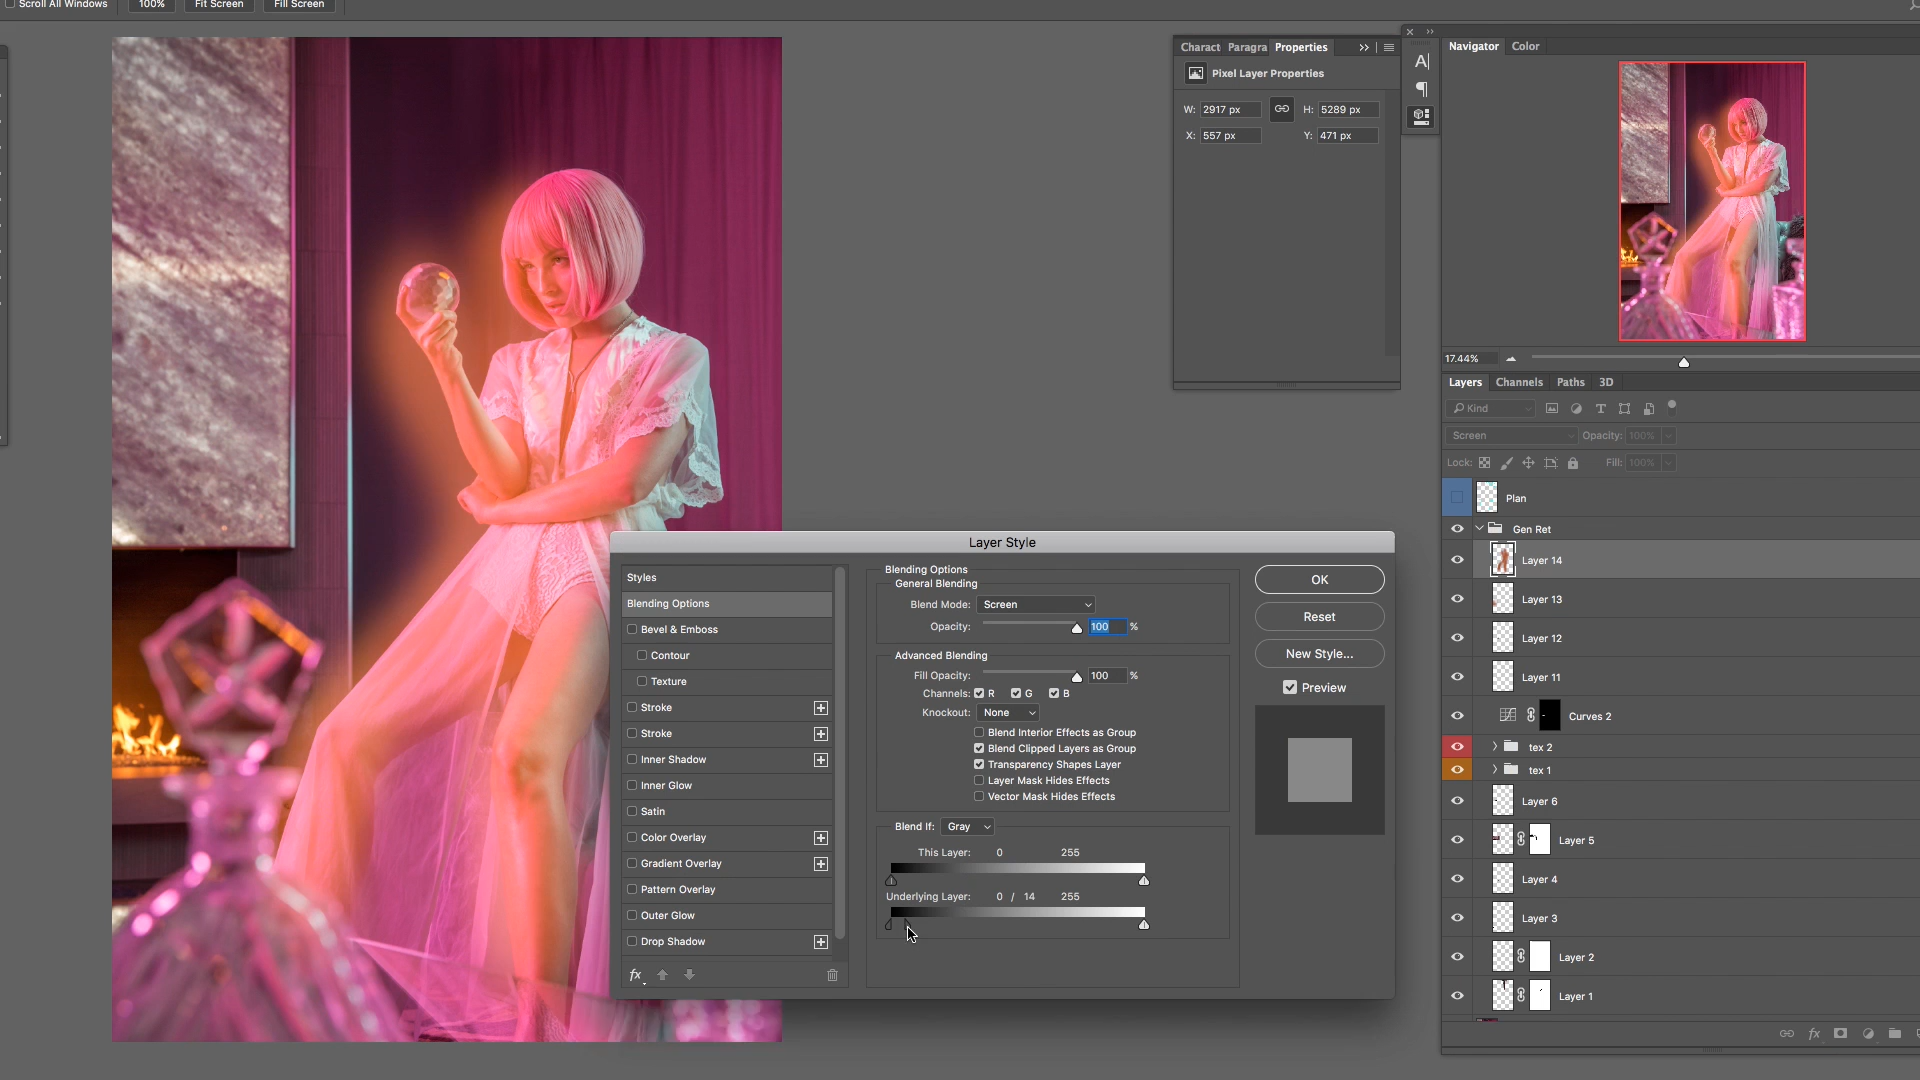 Scroll All Windows
100%
Fit Screen
Fill Screen
Charact
Paragra
Properties
Pixel Layer Properties
W: 2917 px
H: 5289 px
X: 557 px
Y: 471 px
Navigator
Color
17.44%
Layers
Channels
Paths
3D
Kind
Screen
Opacity: 100%
Lock:
Fill: 100%
Plan
Gen Ret
Layer 14
Layer 13
Layer 12
Layer 11
Curves 2
tex 2
tex 1
Layer 6
Layer 5
Layer 4
Layer 3
Layer 2
Layer 1
fx
Layer Style
Styles
Blending Options
Bevel & Emboss
Contour
Texture
Stroke
Stroke
Inner Shadow
Inner Glow
Satin
Color Overlay
Gradient Overlay
Pattern Overlay
Outer Glow
Drop Shadow
fx
Blending Options
General Blending
Blend Mode: Screen
Opacity: 100 %
Advanced Blending
Fill Opacity: 100 %
Channels: R G B
Knockout: None
Blend Interior Effects as Group
Blend Clipped Layers as Group
Transparency Shapes Layer
Layer Mask Hides Effects
Vector Mask Hides Effects
Blend If: Gray
This Layer: 0 255
Underlying Layer: 0 / 14 255
OK
Reset
New Style...
Preview